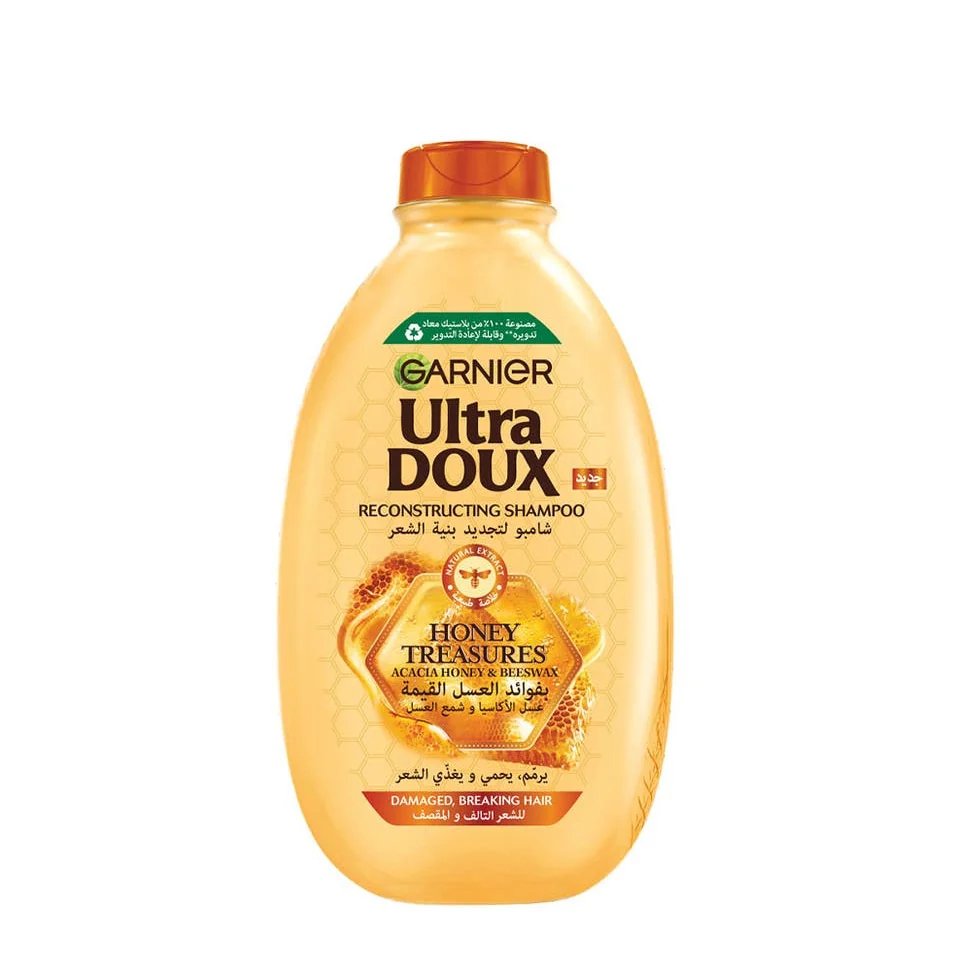 مصنوعة ١٠٠٪ من بلاستيك معاد
تدويره** وقابلة لإعادة التدوير
GARNIER
Ultra
DOUX
جديد
RECONSTRUCTING SHAMPOO
شامبو لتجديد بنية الشعر
NATURAL EXTRACT
خلاصة طبيعية
HONEY
TREASURES
ACACIA HONEY & BEESWAX
بفوائد العسل القيمة
عسل الأكاسيا و شمع العسل
يرمّم، يحمي و يغذّي الشعر
DAMAGED, BREAKING HAIR
للشعر التالف و المقصف